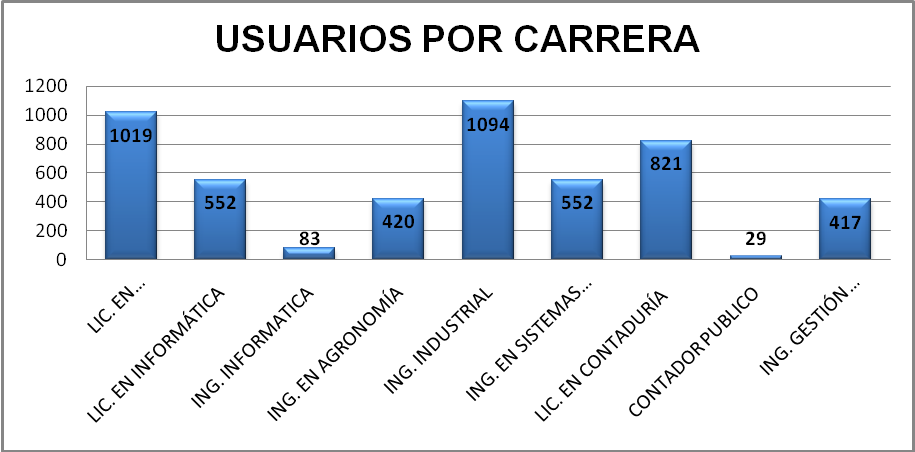 USUARIOS POR CARRERA
1200
1000
800
600
400
200
0
1019
552
83
420
1094
552
821
29
417
LIC. EN...
LIC. EN INFORMÁTICA
ING. INFORMATICA
ING. EN AGRONOMÍA
ING. INDUSTRIAL
ING. EN SISTEMAS...
LIC. EN CONTADURÍA
CONTADOR PUBLICO
ING. GESTIÓN...